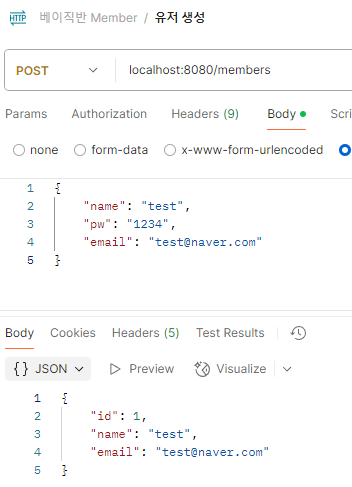 HTTP 베이직반 Member / 유저 생성
POST localhost:8080/members
Params Authorization Headers (9) Body Scri
none form-data x-www-form-urlencoded
1 {
2 "name": "test",
3 "pw": "1234",
4 "email": "test@naver.com"
5 }
Body Cookies Headers (5) Test Results
{} JSON Preview Visualize
1 {
2 "id": 1,
3 "name": "test",
4 "email": "test@naver.com"
5 }